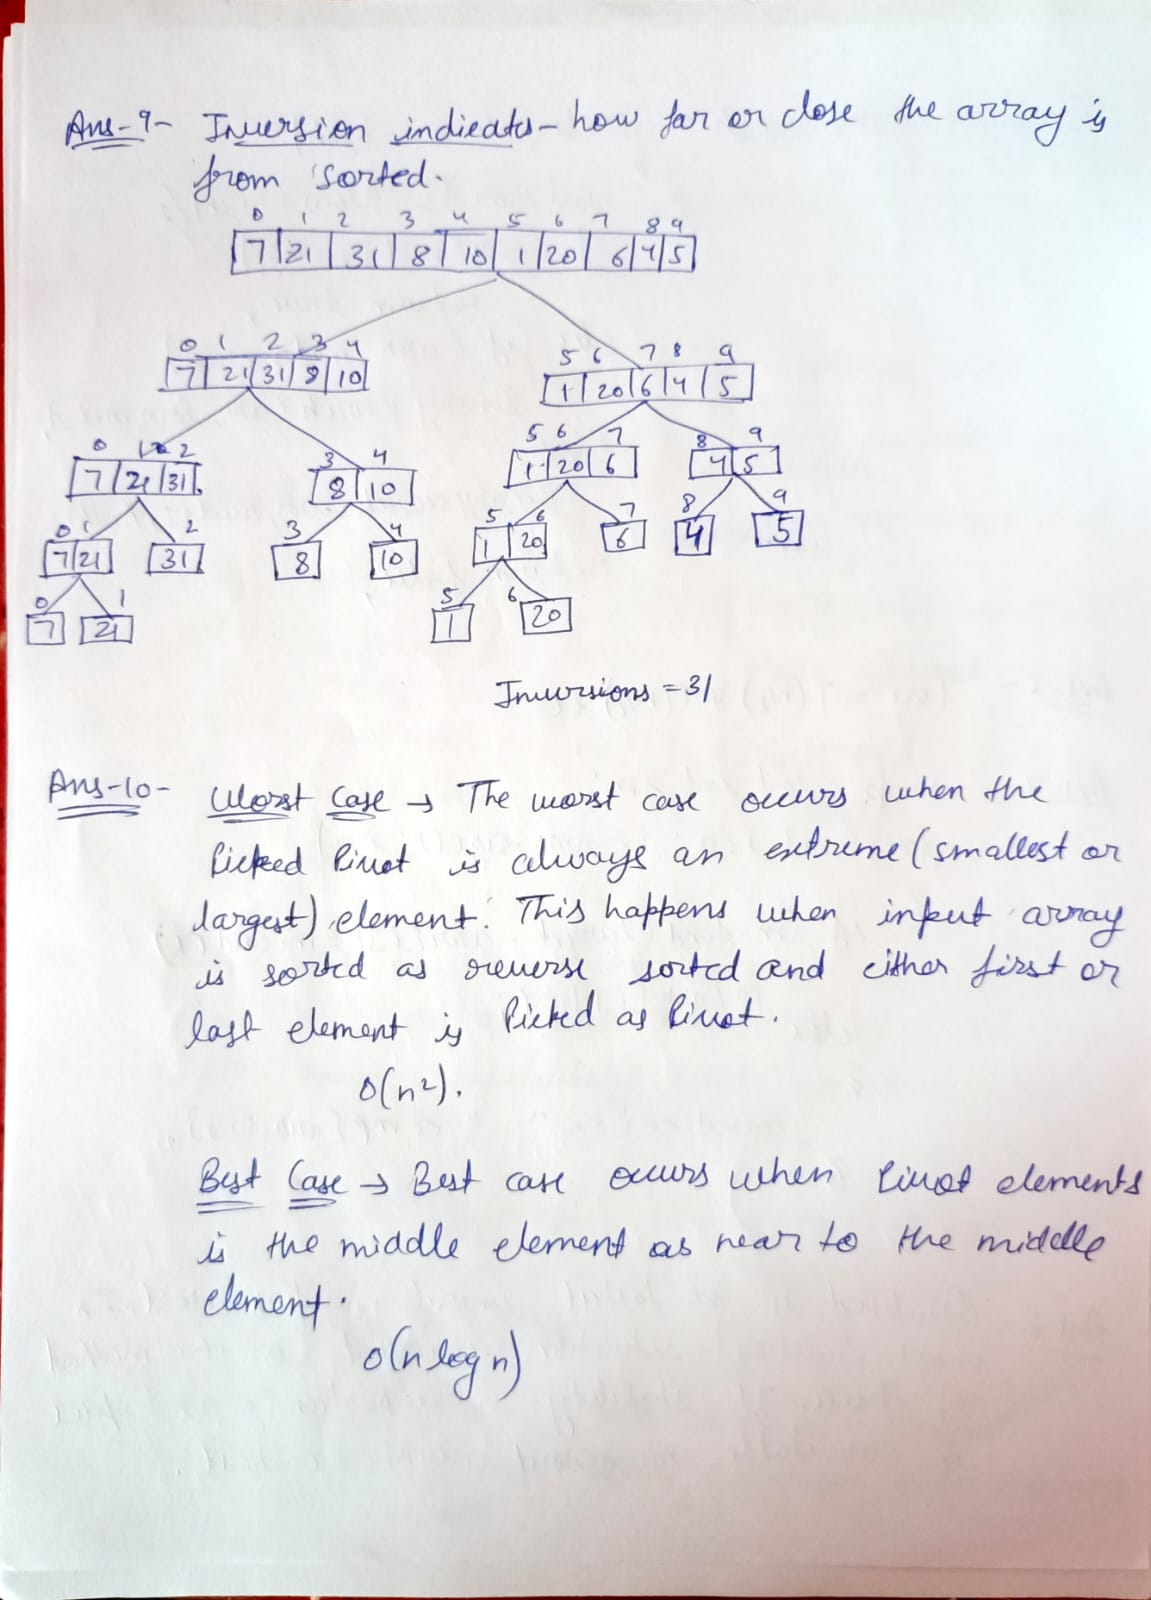 Ans-9- Inversion indicates - how far or close the array is
from sorted.
0 1 2 3 4 5 6 7 8 9
7 21 31 8 10 1 20 6 4 5
0 1 2 3 4 5 6 7 8 9
7 21 31 8 10 1 20 6 4 5
0 1 2 3 4 5 6 7 8 9
7 21 31 8 10 1 20 6 4 5
0 1 2 3 4 5 6 7 8 9
7 21 31 8 10 1 20 6 4 5
0 1 5 6
7 21 1 20
Inversions = 31
Ans-10- Worst Case → The worst case occurs when the
Picked Pivot is always an extreme (smallest or
largest) element. This happens when input array
is sorted as reverse sorted and either first or
last element is Picked as Pivot.
O(n²).
Best Case → Best case occurs when Pivot elements
is the middle element as near to the middle
element.
O(n log n)